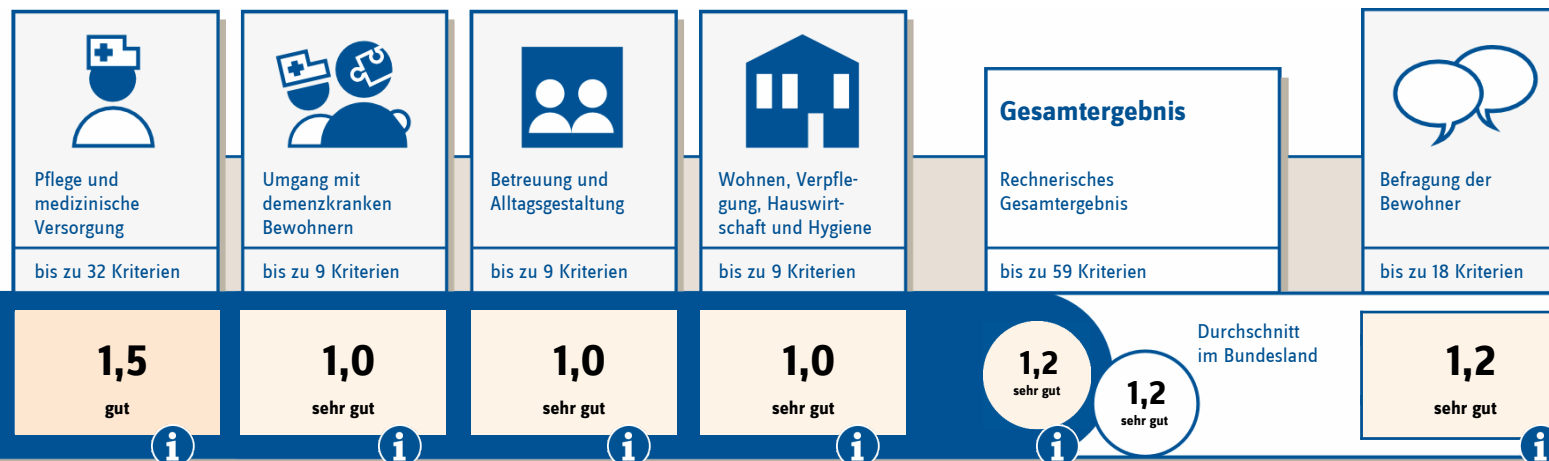 Pflege und
medizinische
Versorgung
bis zu 32 Kriterien
1,5
gut
i
Umgang mit
demenzkranken
Bewohnern
bis zu 9 Kriterien
1,0
sehr gut
i
Betreuung und
Alltagsgestaltung
bis zu 9 Kriterien
1,0
sehr gut
i
Wohnen, Verpfle-
gung, Hauswirt-
schaft und Hygiene
bis zu 9 Kriterien
1,0
sehr gut
i
Gesamtergebnis
Rechnerisches
Gesamtergebnis
bis zu 59 Kriterien
1,2
sehr gut
i
1,2
sehr gut
Durchschnitt
im Bundesland
Befragung der
Bewohner
bis zu 18 Kriterien
1,2
sehr gut
i